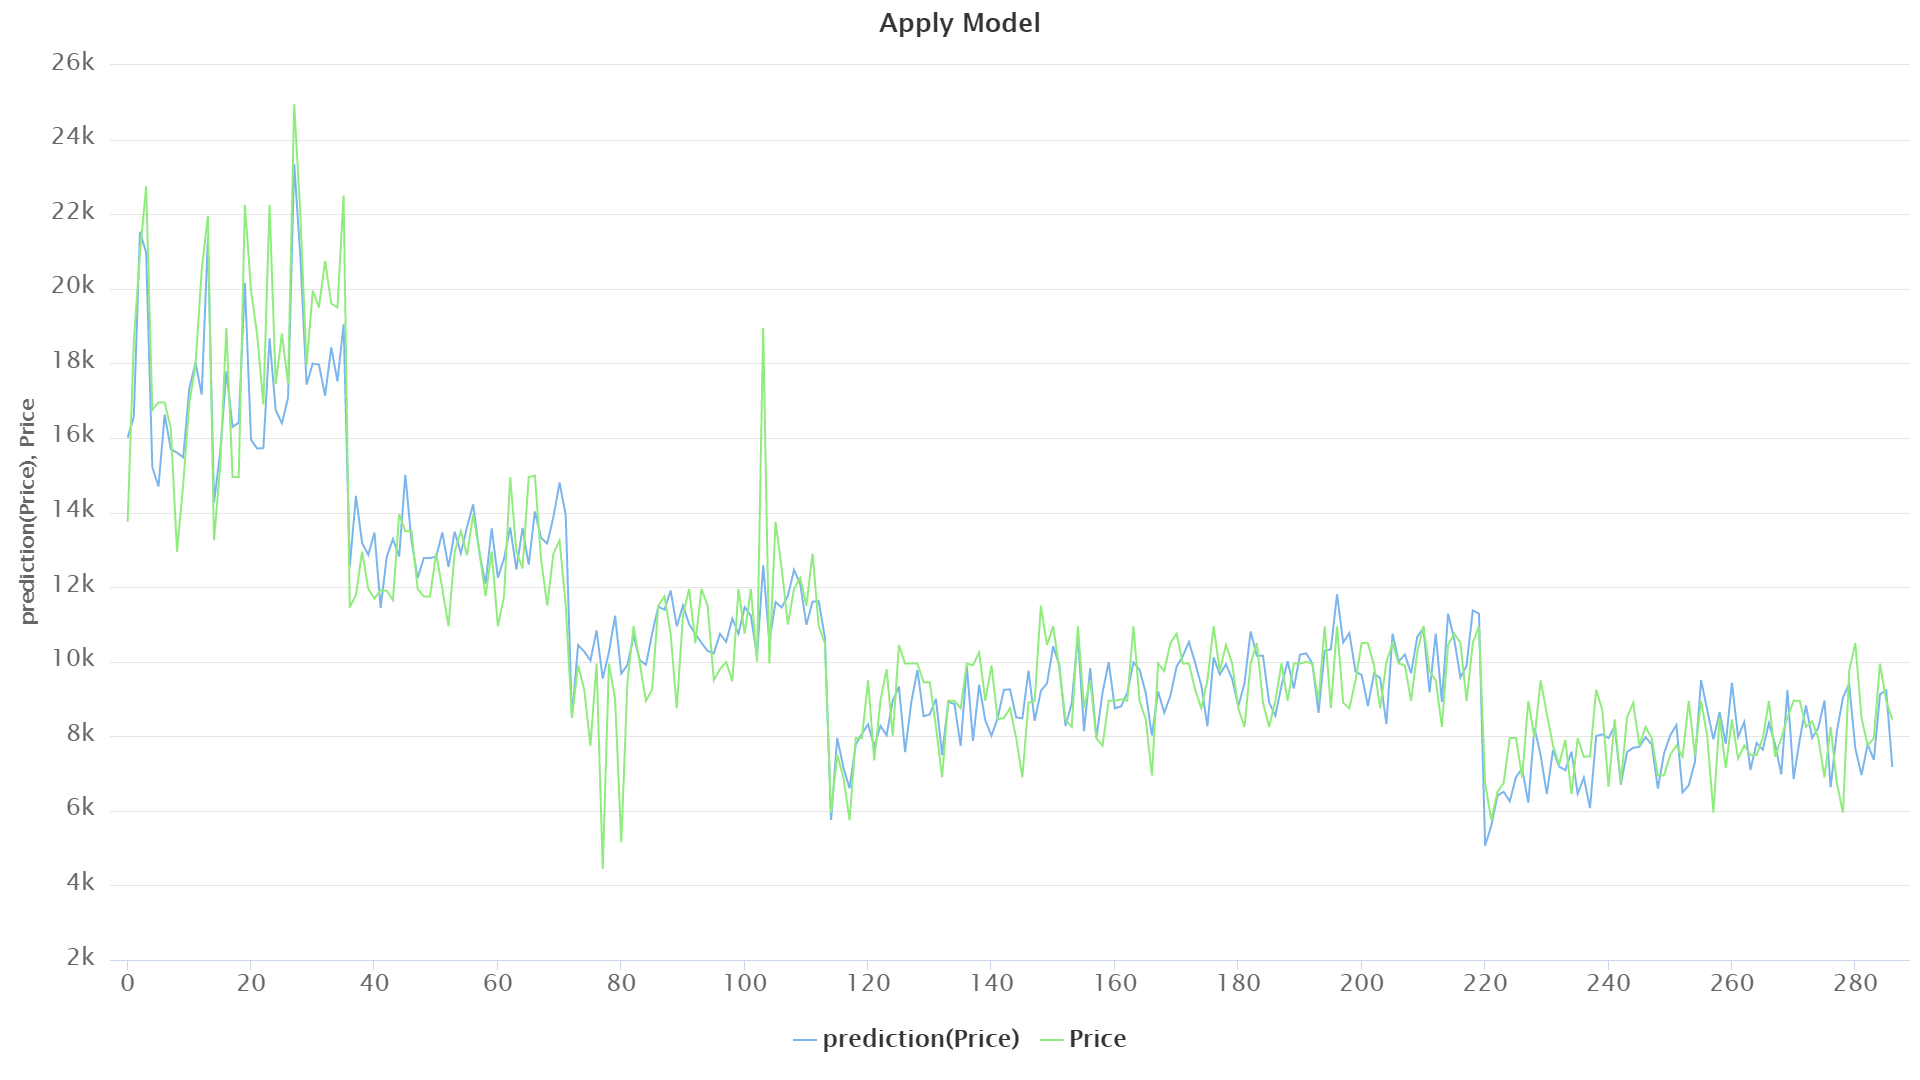 Apply Model
26k
24k
22k
20k
18k
16k
14k
12k
10k
8k
6k
4k
2k
prediction(Price), Price
0 20 40 60 80 100 120 140 160 180 200 220 240 260 280
prediction(Price) Price